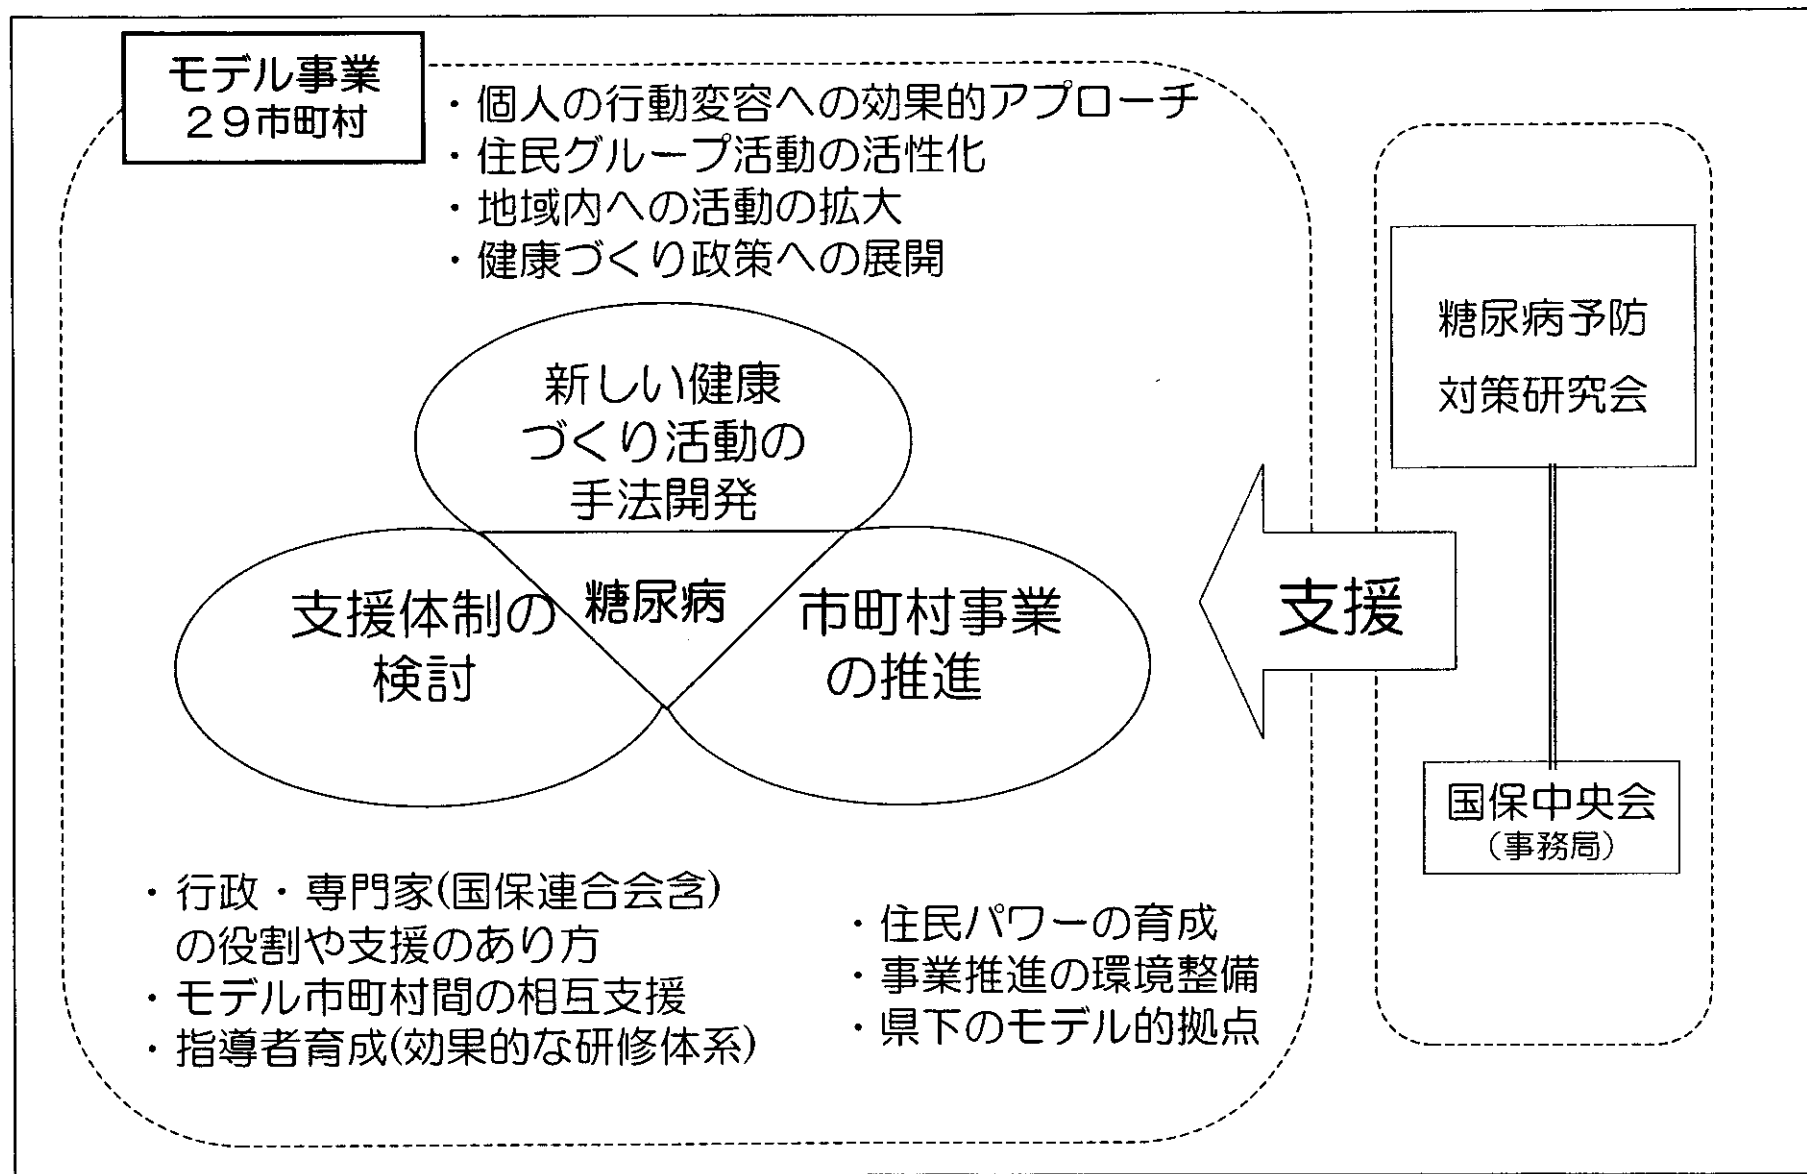 モデル事業
29市町村
・個人の行動変容への効果的アプローチ
・住民グループ活動の活性化
・地域内への活動の拡大
・健康づくり政策への展開
新しい健康
づくり活動の
手法開発
糖尿病
支援体制の
検討
市町村事業
の推進
・行政・専門家(国保連合会含)
の役割や支援のあり方
・モデル市町村間の相互支援
・指導者育成(効果的な研修体系)
・住民パワーの育成
・事業推進の環境整備
・県下のモデル的拠点
支援
糖尿病予防
対策研究会
国保中央会
(事務局)